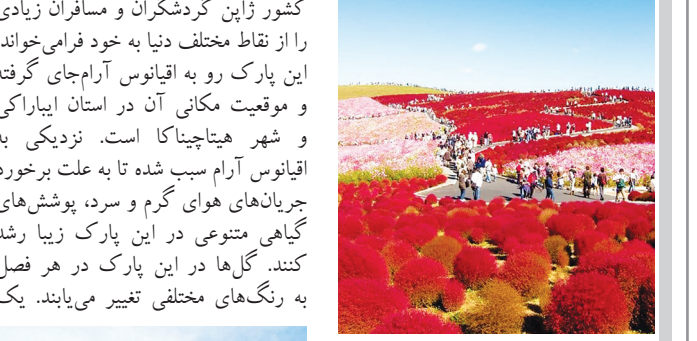 کشور ژاپن گردشگران و مسافران زیادی
را از نقاط مختلف دنیا به خود فرامی‌خواند.
این پارک رو به اقیانوس آرام‌جای گرفته
و موقعیت مکانی آن در استان ایباراکی
و شهر هیتاچیناکا است. نزدیکی به
اقیانوس آرام سبب شده تا به علت برخورد
جریان‌های هوای گرم و سرد، پوشش‌های
گیاهی متنوعی در این پارک زیبا رشد
کنند. گل‌ها در این پارک در هر فصل
به رنگ‌های مختلفی تغییر می‌یابند. یک